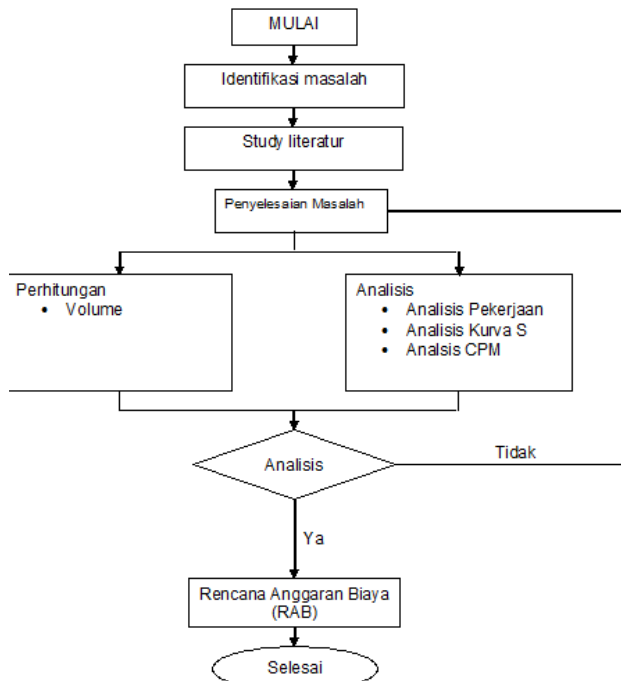 MULAI
Identifikasi masalah
Study literatur
Penyelesaian Masalah
Perhitungan
• Volume
Analisis
• Analisis Pekerjaan
• Analisis Kurva S
• Analsis CPM
Analisis
Tidak
Ya
Rencana Anggaran Biaya
(RAB)
Selesai